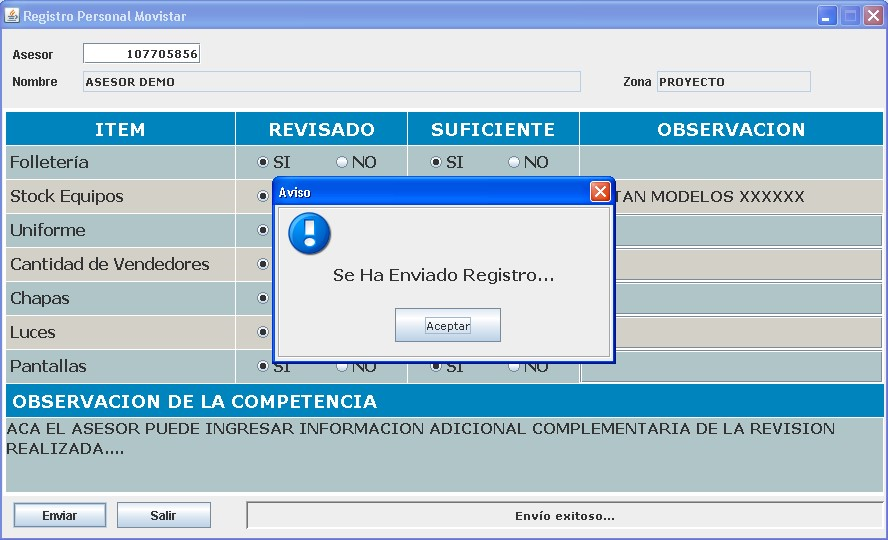 Registro Personal Movistar
Asesor 107705856
Nombre ASESOR DEMO Zona PROYECTO
ITEM REVISADO SUFICIENTE OBSERVACION
Folletería SI NO SI NO
Stock Equipos TAN MODELOS XXXXXX
Uniforme
Cantidad de Vendedores
Chapas
Luces
Pantallas SI NO SI NO
Aviso
Se Ha Enviado Registro...
Aceptar
OBSERVACION DE LA COMPETENCIA
ACA EL ASESOR PUEDE INGRESAR INFORMACION ADICIONAL COMPLEMENTARIA DE LA REVISION
REALIZADA....
Enviar Salir Envío exitoso...